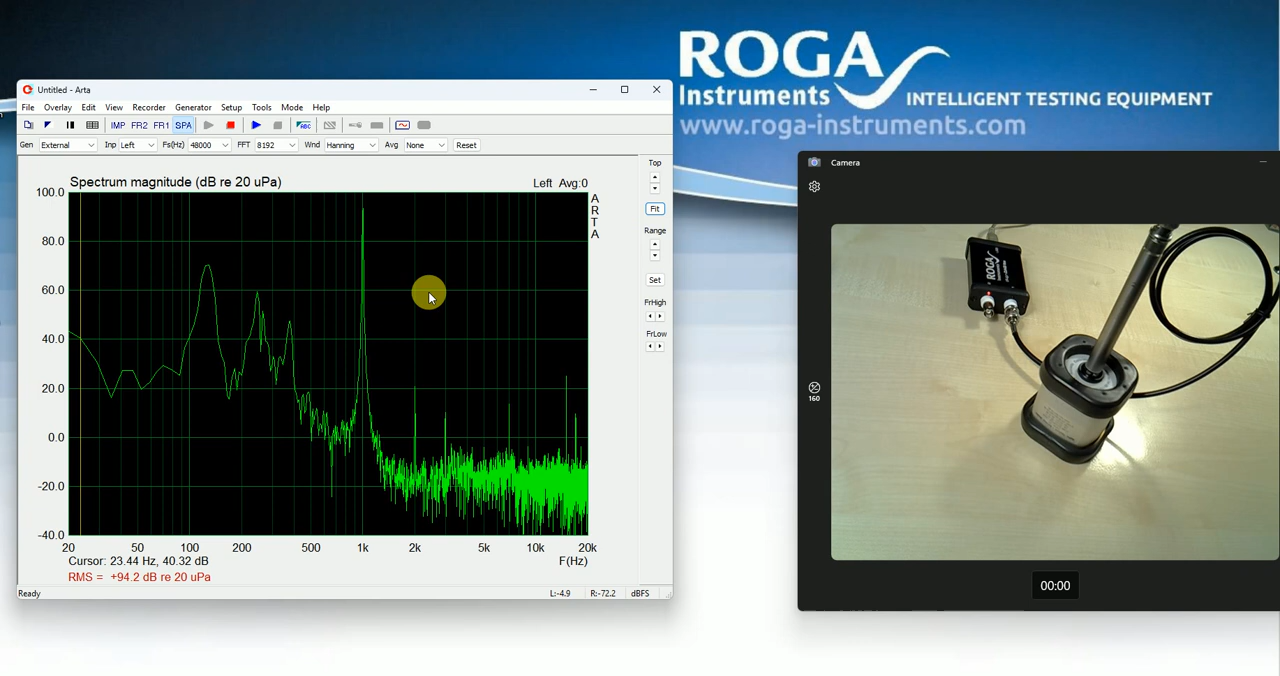 ROGA
Instruments INTELLIGENT TESTING EQUIPMENT
www.roga-instruments.com
Untitled - Arta
File Overlay Edit View Recorder Generator Setup Tools Mode Help
IMP FR2 FR1 SPA ABC
Gen External Inp Left Fs(Hz) 48000 FFT 8192 Wnd Hanning Avg None Reset
Spectrum magnitude (dB re 20 uPa) Left Avg:0
100.0
80.0
60.0
40.0
20.0
0.0
-20.0
-40.0
20 50 100 200 500 1k 2k 5k 10k 20k
Cursor: 23.44 Hz, 40.32 dB F(Hz)
RMS = +94.2 dB re 20 uPa
A
R
T
A
Top
Fit
Range
Set
FrHigh
FrLow
Ready L:-4.9 R:-72.2 dBFS
Camera
160
ROGA
00:00